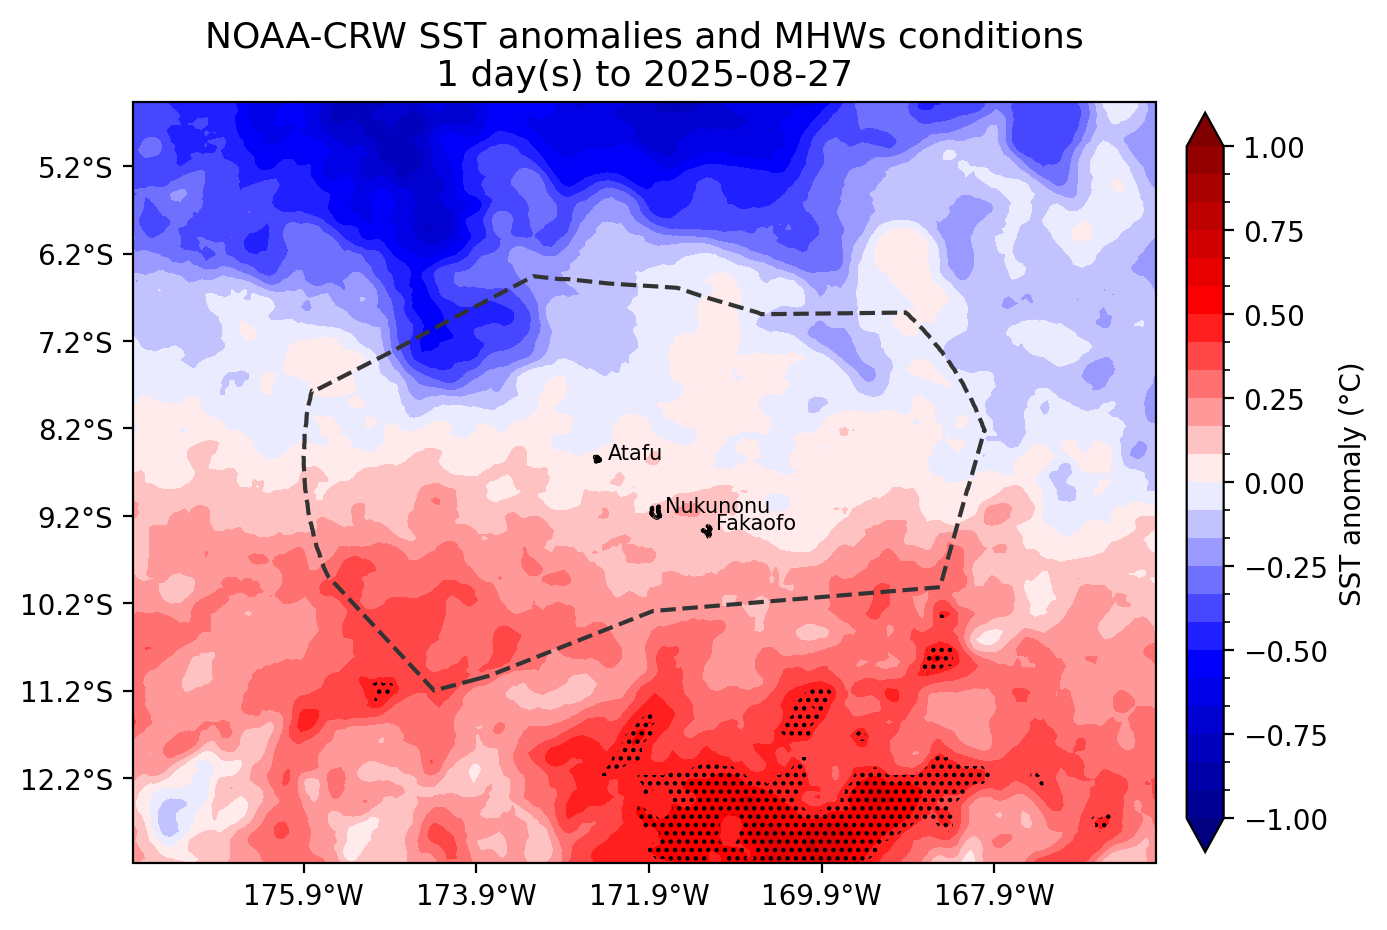 NOAA-CRW SST anomalies and MHWs conditions
1 day(s) to 2025-08-27
5.2°S
6.2°S
7.2°S
8.2°S
9.2°S
10.2°S
11.2°S
12.2°S
Atafu
Nukunonu
Fakaofo
175.9°W
173.9°W
171.9°W
169.9°W
167.9°W
1.00
0.75
0.50
0.25
0.00
−0.25
−0.50
−0.75
−1.00
SST anomaly (°C)